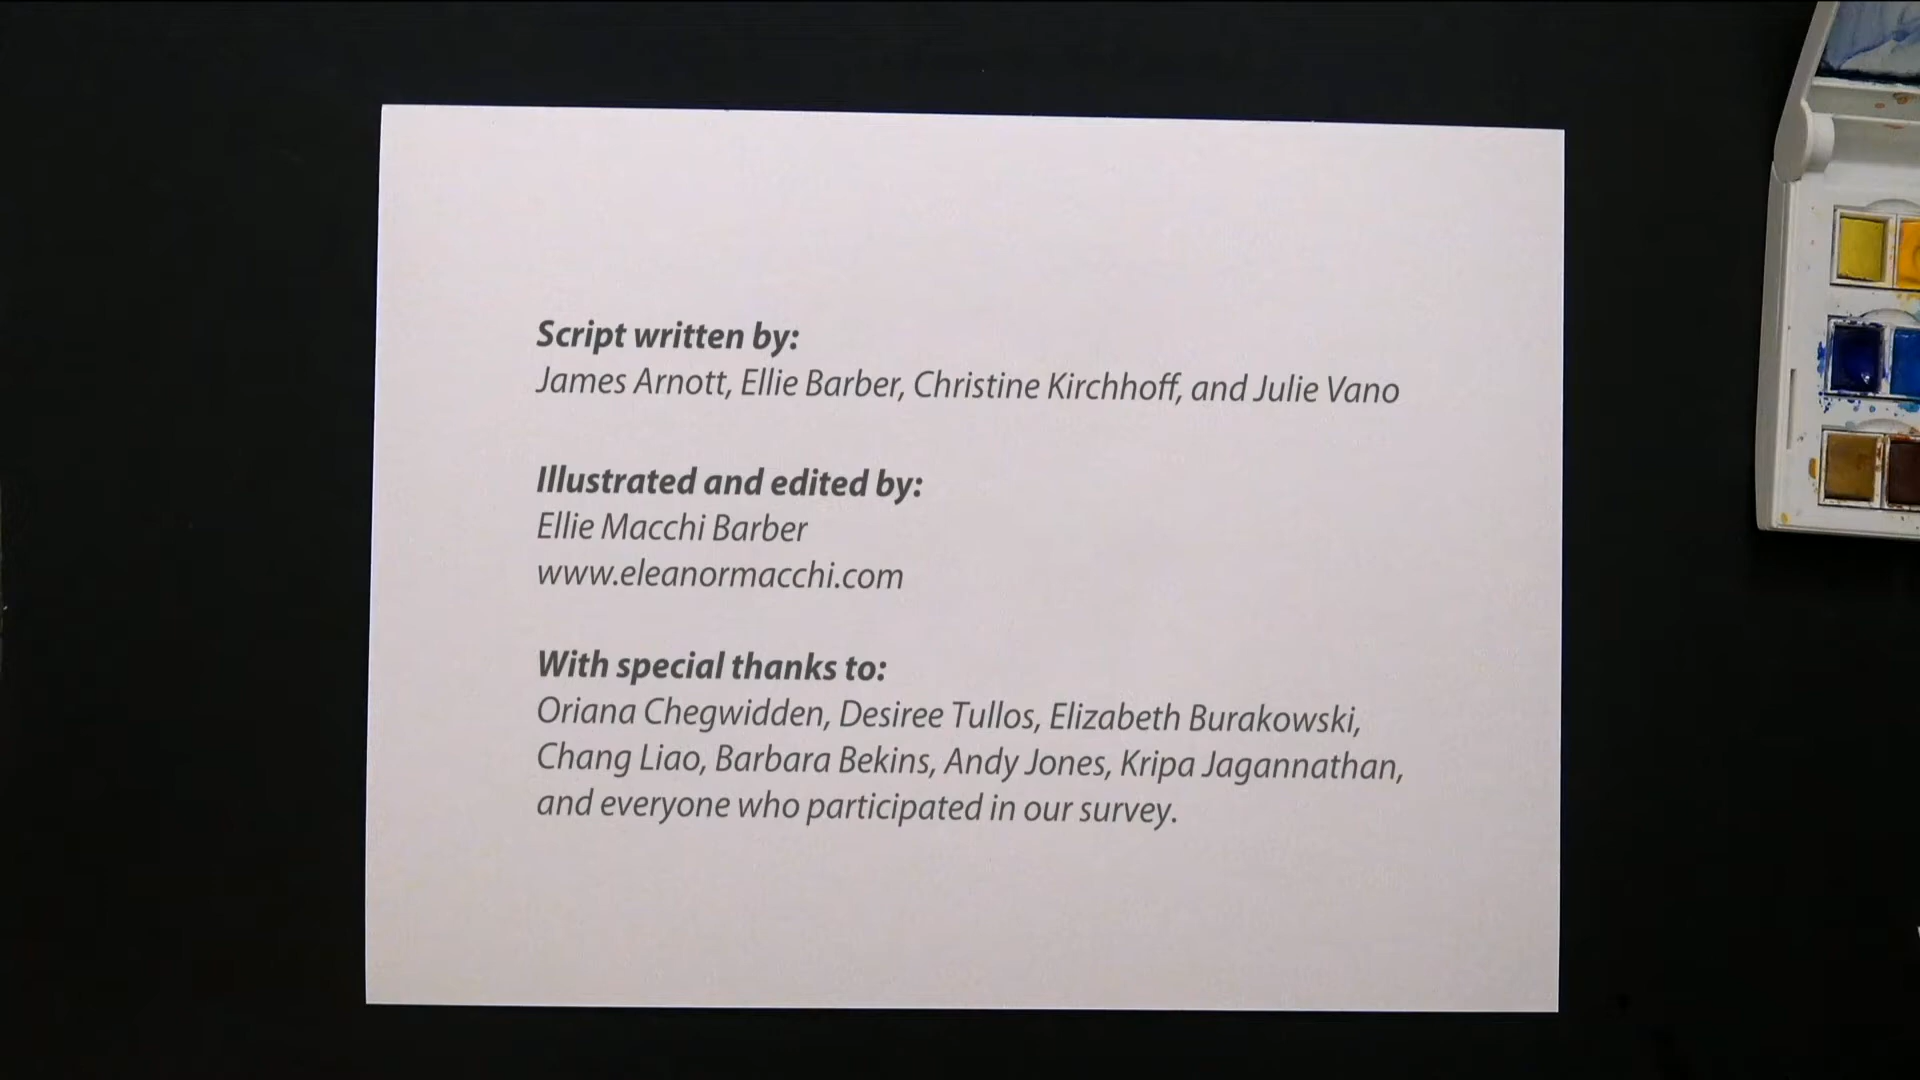 Script written by:
James Arnott, Ellie Barber, Christine Kirchhoff, and Julie Vano
Illustrated and edited by:
Ellie Macchi Barber
www.eleanormacchi.com
With special thanks to:
Oriana Chegwidden, Desiree Tullos, Elizabeth Burakowski,
Chang Liao, Barbara Bekins, Andy Jones, Kripa Jagannathan,
and everyone who participated in our survey.